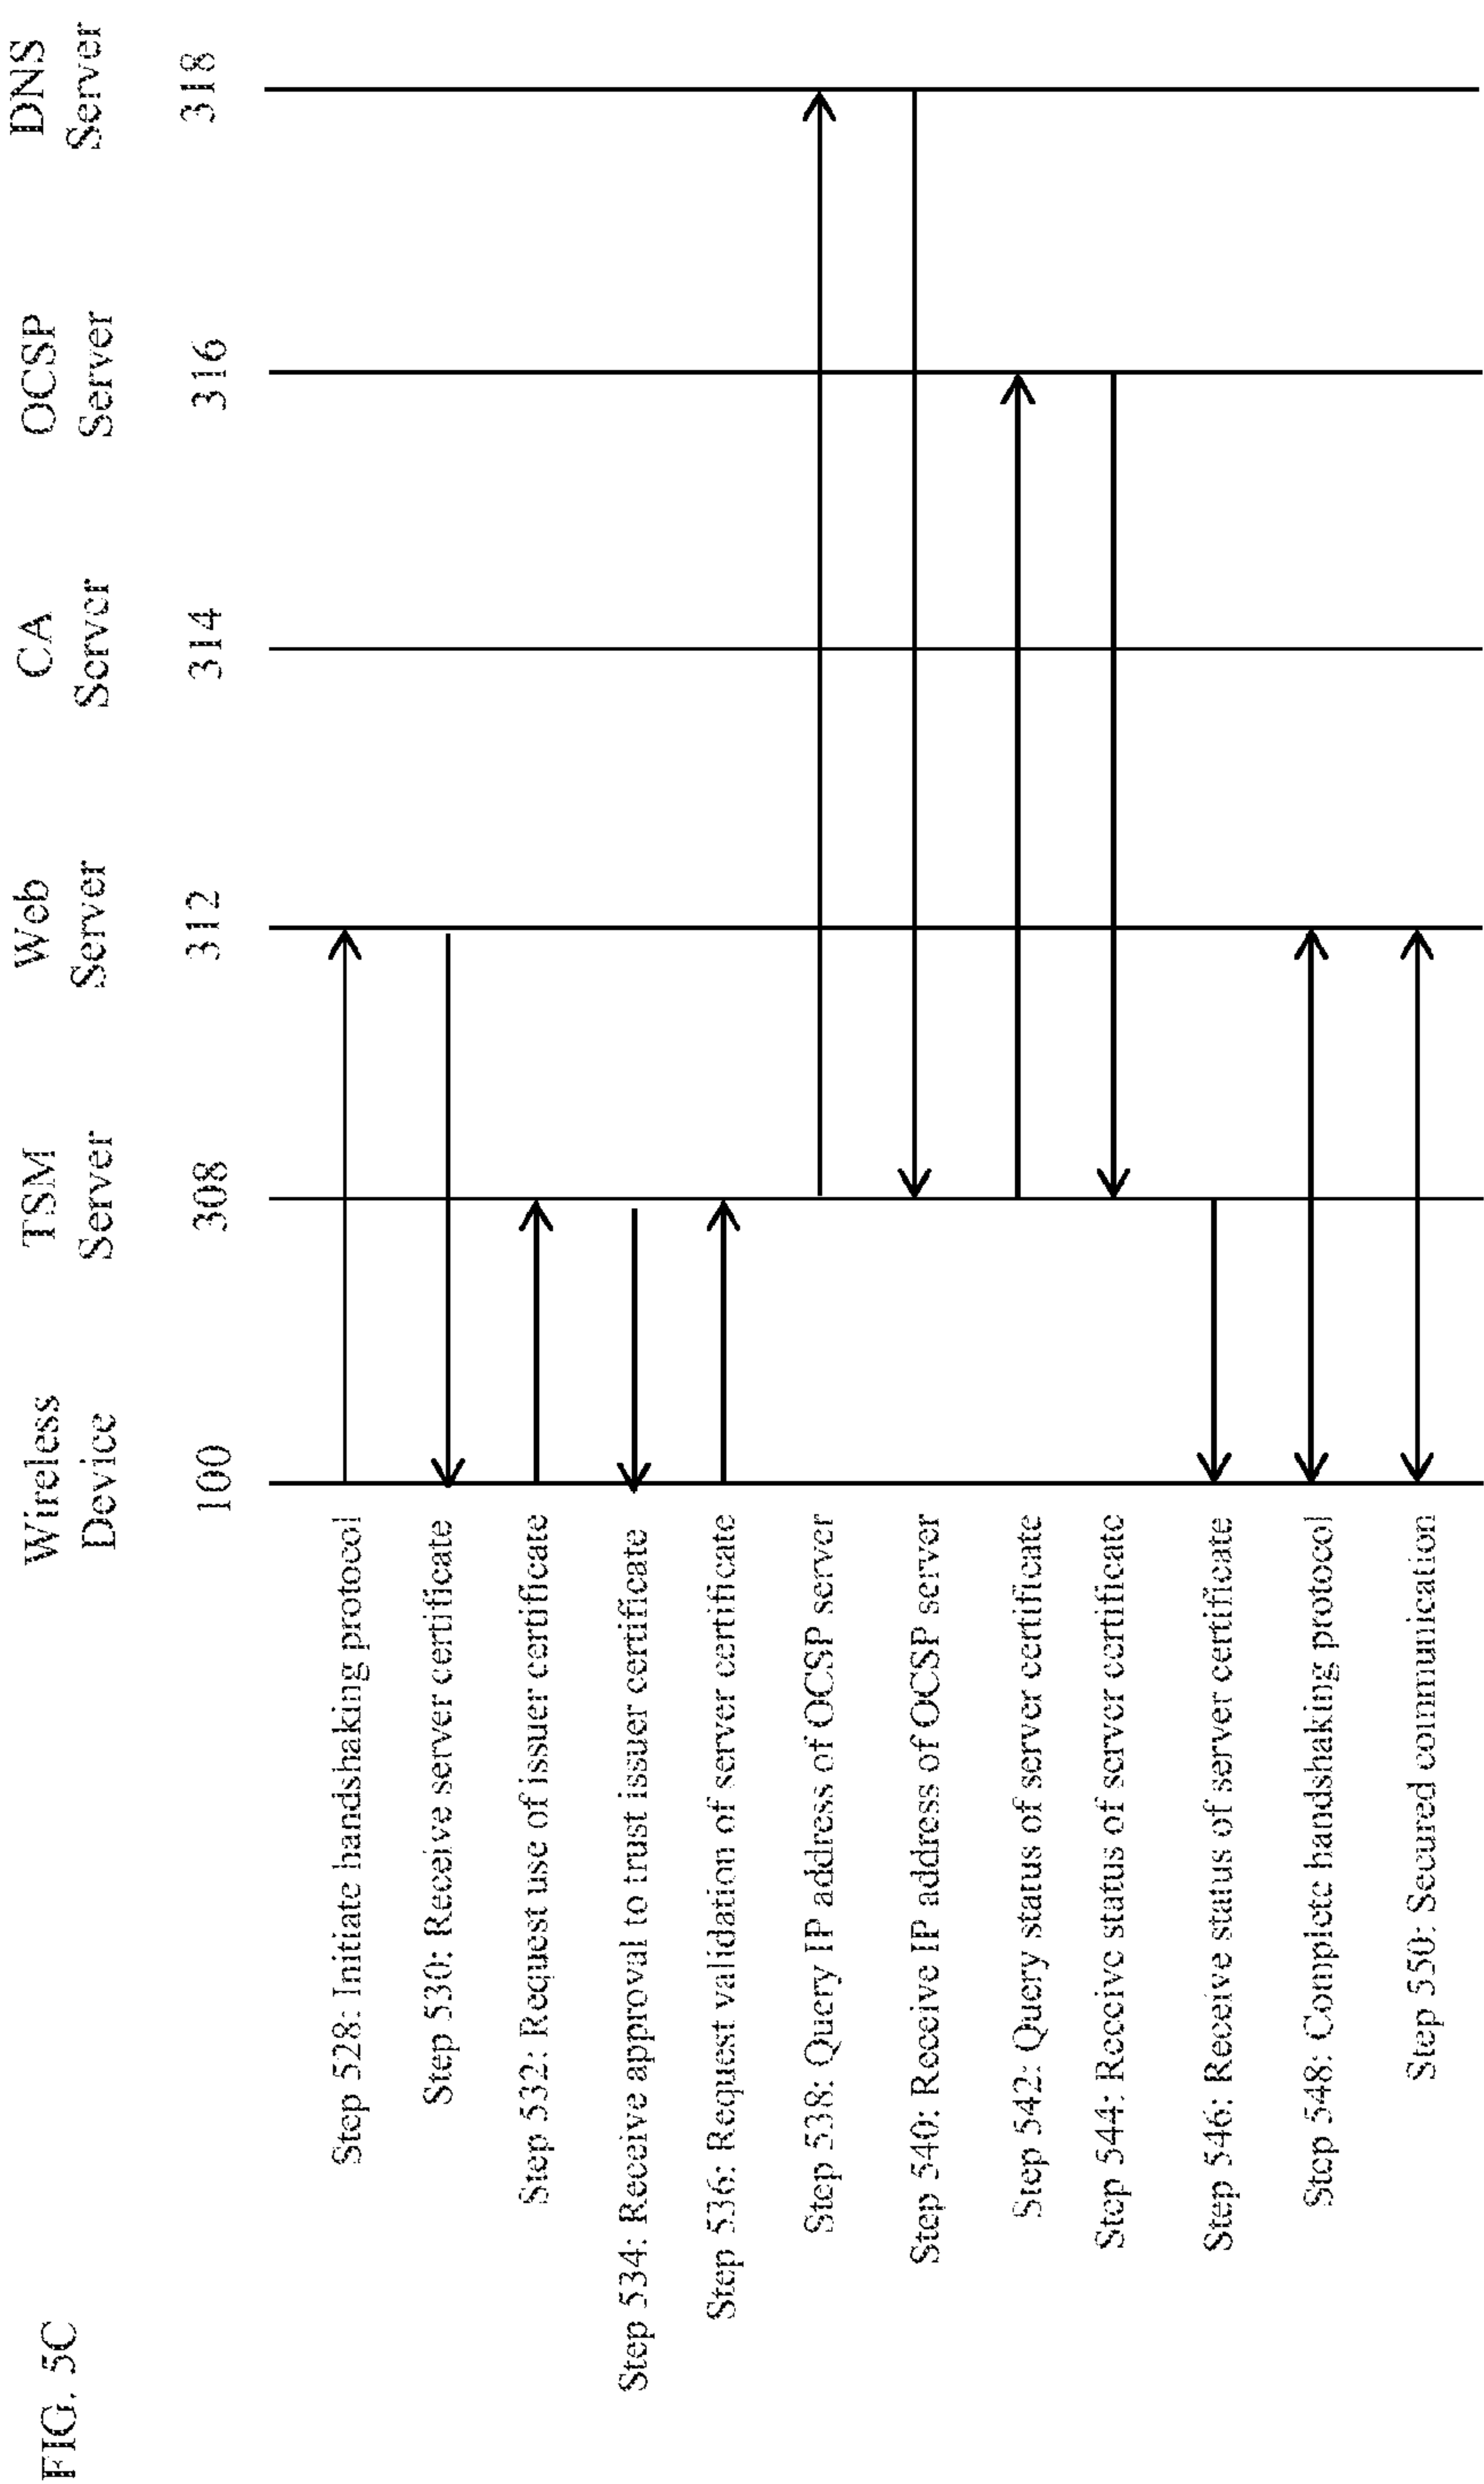 FIG. 5C
Wireless Device
TSM Server
Web Server
CA Server
OCSP Server
DNS Server
100
308
312
314
316
318
Step 528: Initiate handshaking protocol
Step 530: Receive server certificate
Step 532: Request use of issuer certificate
Step 534: Receive approval to trust issuer certificate
Step 536: Request validation of server certificate
Step 538: Query IP address of OCSP server
Step 540: Receive IP address of OCSP server
Step 542: Query status of server certificate
Step 544: Receive status of server certificate
Step 546: Receive status of server certificate
Step 548: Complete handshaking protocol
Step 550: Secured communication